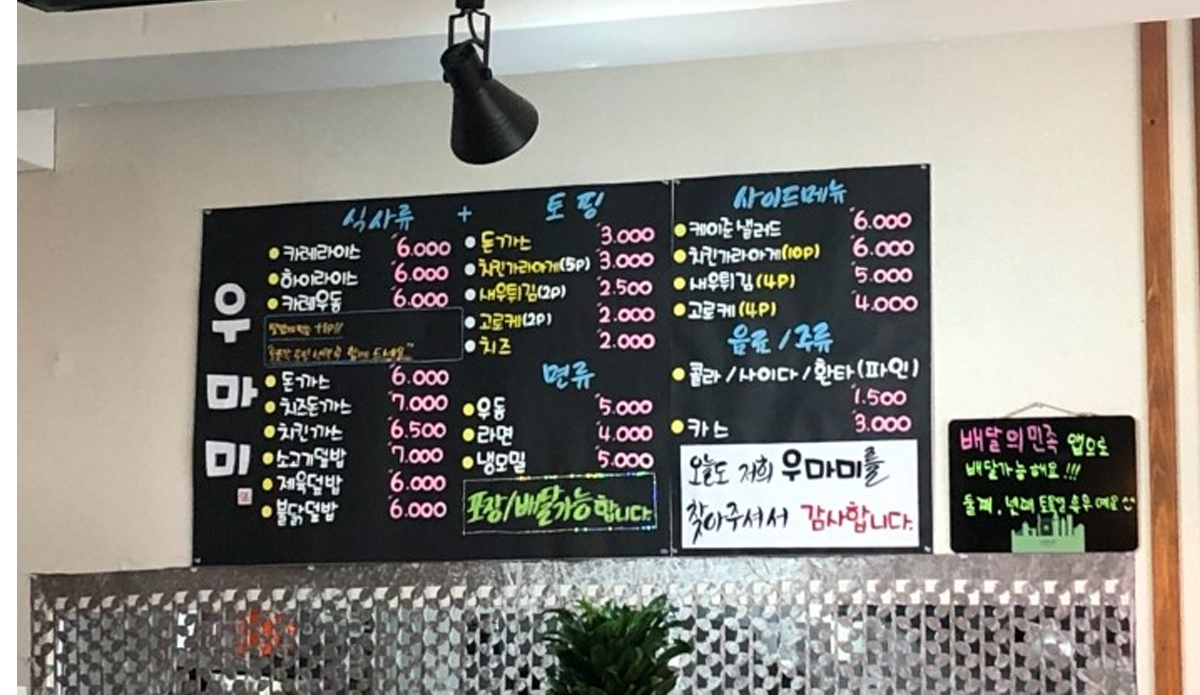 우마미
식사류 + 토핑
카레라이스 6.000
하이라이스 6.000
카레우동 6.000
돈까스 6.000
치즈돈까스 7.000
치킨까스 6.500
소고기덮밥 7.000
제육덮밥 6.000
불닭덮밥 6.000
돈까스 3.000
치킨가라아게(5P) 3.000
새우튀김(2P) 2.500
고로케(2P) 2.000
치즈 2.000
면류
우동 5.000
라면 4.000
냉모밀 5.000
포장/배달가능합니다.
사이드메뉴
케이준샐러드 6.000
치킨가라아게(10P) 6.000
새우튀김(4P) 5.000
고로케(4P) 4.000
음료/주류
콜라/사이다/환타(파인)
1.500
카스 3.000
오늘도 저희 우마미를
찾아주셔서 감사합니다.
배달의민족 앱으로
배달가능해요!!!
둘째, 넷째 토요일 휴무예요